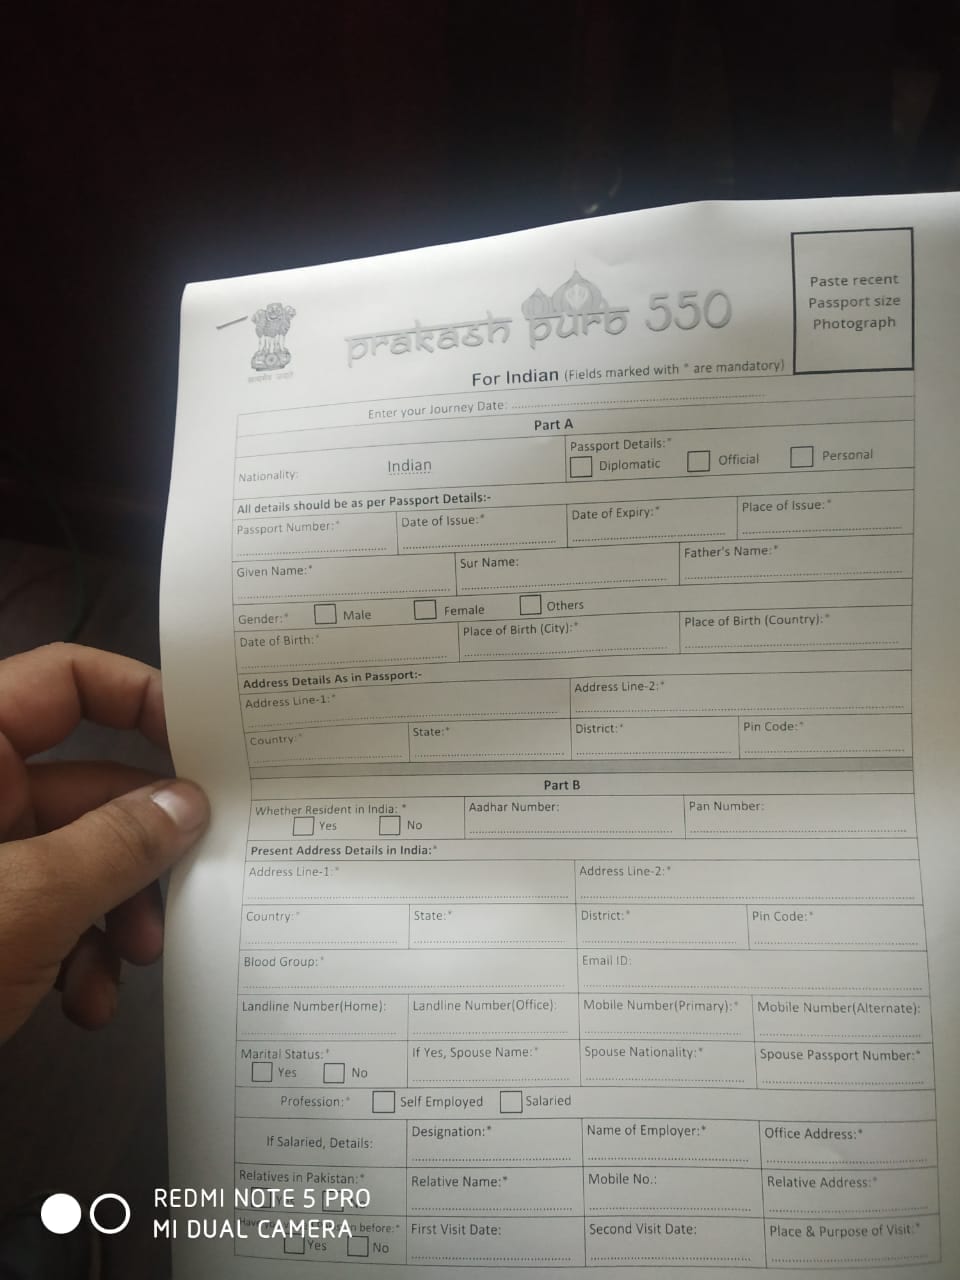 सत्यमेव जयते
prakash purb 550
Paste recent
Passport size
Photograph
For Indian (Fields marked with * are mandatory)
Enter your Journey Date:
Part A
Nationality: Indian
Passport Details:*
Diplomatic Official Personal
All details should be as per Passport Details:-
Passport Number:* Date of Issue:* Date of Expiry:* Place of Issue:*
Given Name:* Sur Name: Father's Name:*
Gender:* Male Female Others
Date of Birth:* Place of Birth (City):* Place of Birth (Country):*
Address Details As in Passport:-
Address Line-1:* Address Line-2:*
Country:* State:* District:* Pin Code:*
Part B
Whether Resident in India: * Aadhar Number: Pan Number:
Yes No
Present Address Details in India:*
Address Line-1:* Address Line-2:*
Country:* State:* District:* Pin Code:*
Blood Group:* Email ID:
Landline Number(Home): Landline Number(Office): Mobile Number(Primary):* Mobile Number(Alternate):
Marital Status:* If Yes, Spouse Name:* Spouse Nationality:* Spouse Passport Number:*
Yes No
Profession:* Self Employed Salaried
If Salaried, Details: Designation:* Name of Employer:* Office Address:*
Relatives in Pakistan:* Relative Name:* Mobile No.: Relative Address:*
before:* First Visit Date: Second Visit Date: Place & Purpose of Visit:*
Yes No
REDMI NOTE 5 PRO
MI DUAL CAMERA